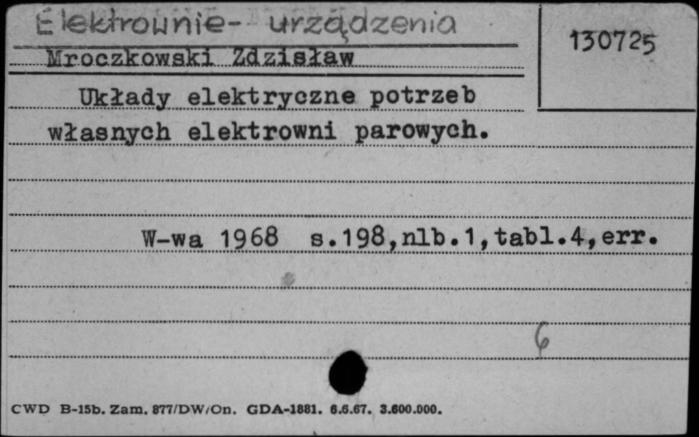 Elektrownie- urządzenia
130725
Mroczkowski Zdzisław
Układy elektryczne potrzeb
własnych elektrowni parowych.
W-wa 1968 s.198,nlb.1,tabl.4,err.
6
CWD B-15b. Zam. 877/DW/On. GDA-1881. 6.6.67. 3.600.000.